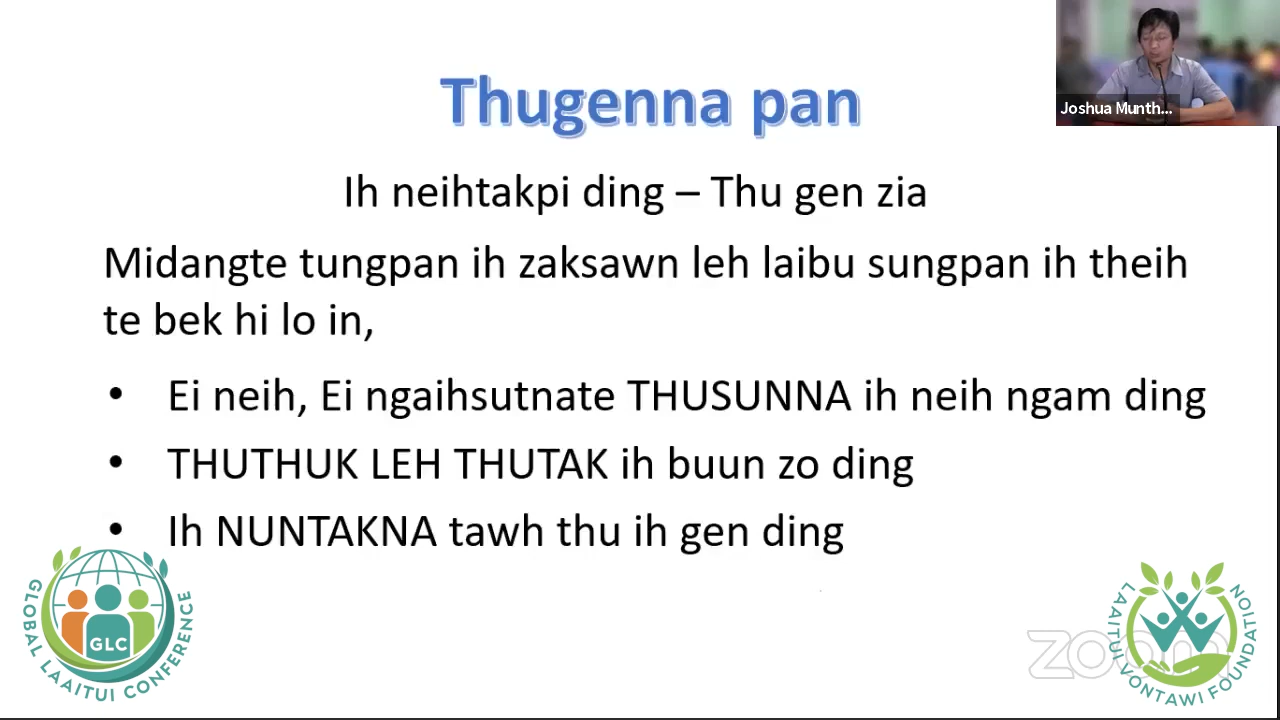 Thugenna pan
Joshua Munth...
Ih neihtakpi ding – Thu gen zia
Midangte tungpan ih zaksawn leh laibu sungpan ih theih
te bek hi lo in,
• Ei neih, Ei ngaihsutnate THUSUNNA ih neih ngam ding
• THUTHUK LEH THUTAK ih buun zo ding
• Ih NUNTAKNA tawh thu ih gen ding
GLC
GLOBAL LAAITUI CONFERENCE
zoom
LAAITUI VONTAWI FOUNDATION